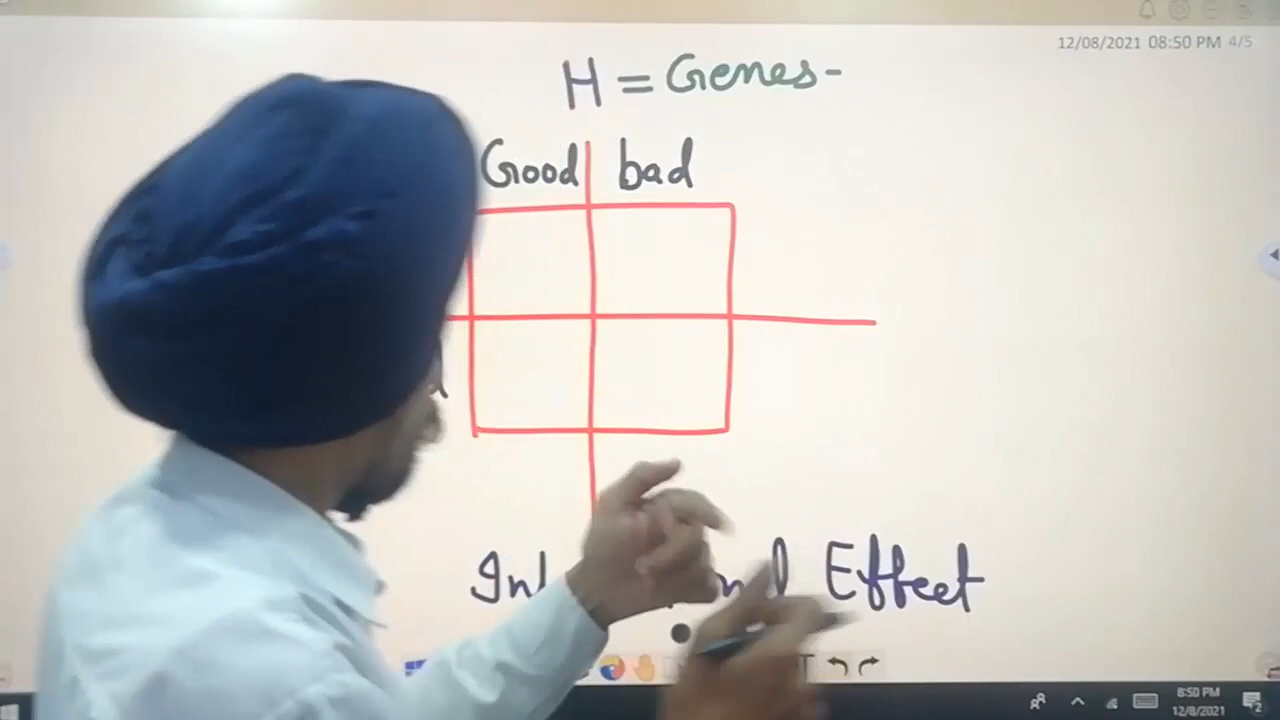 12/08/2021 08:50 PM 4/5
H = Genes-
Good bad
Effect
8:50 PM
12/8/2021